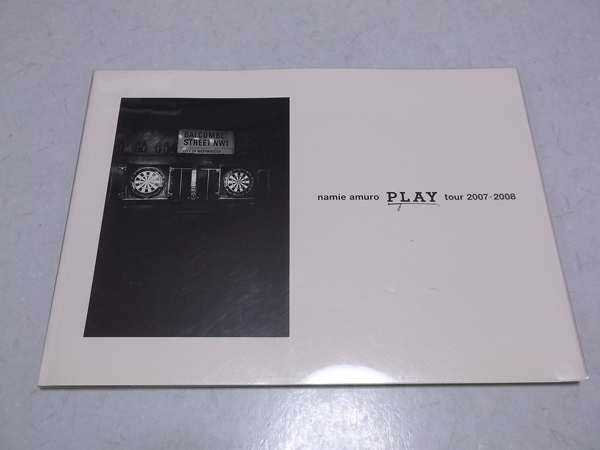 BALCOMBE
STREET NW1
CITY OF WESTMINSTER
namie amuro PLAY tour 2007-2008